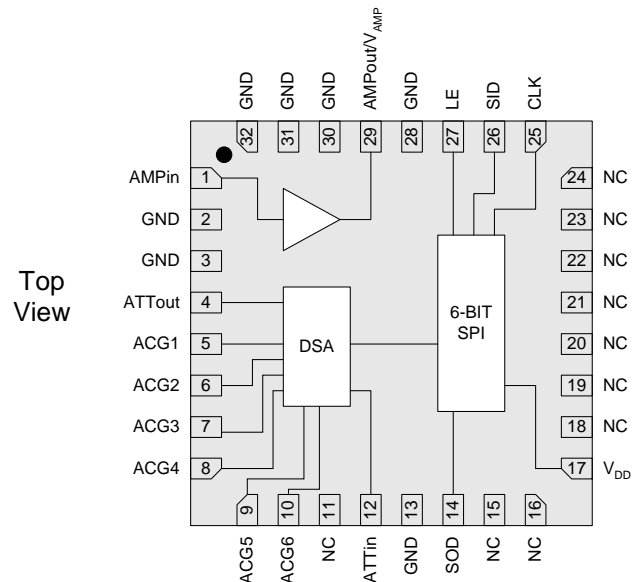 GND
GND
GND
AMPout/V_AMP
GND
LE
SID
CLK
32
31
30
29
28
27
26
25
AMPin 1
24 NC
GND 2
23 NC
GND 3
22 NC
Top
View
ATTout 4
21 NC
6-BIT
SPI
DSA
ACG1 5
20 NC
ACG2 6
19 NC
ACG3 7
18 NC
ACG4 8
17 V_DD
9
10
11
12
13
14
15
16
ACG5
ACG6
NC
ATTin
GND
SOD
NC
NC